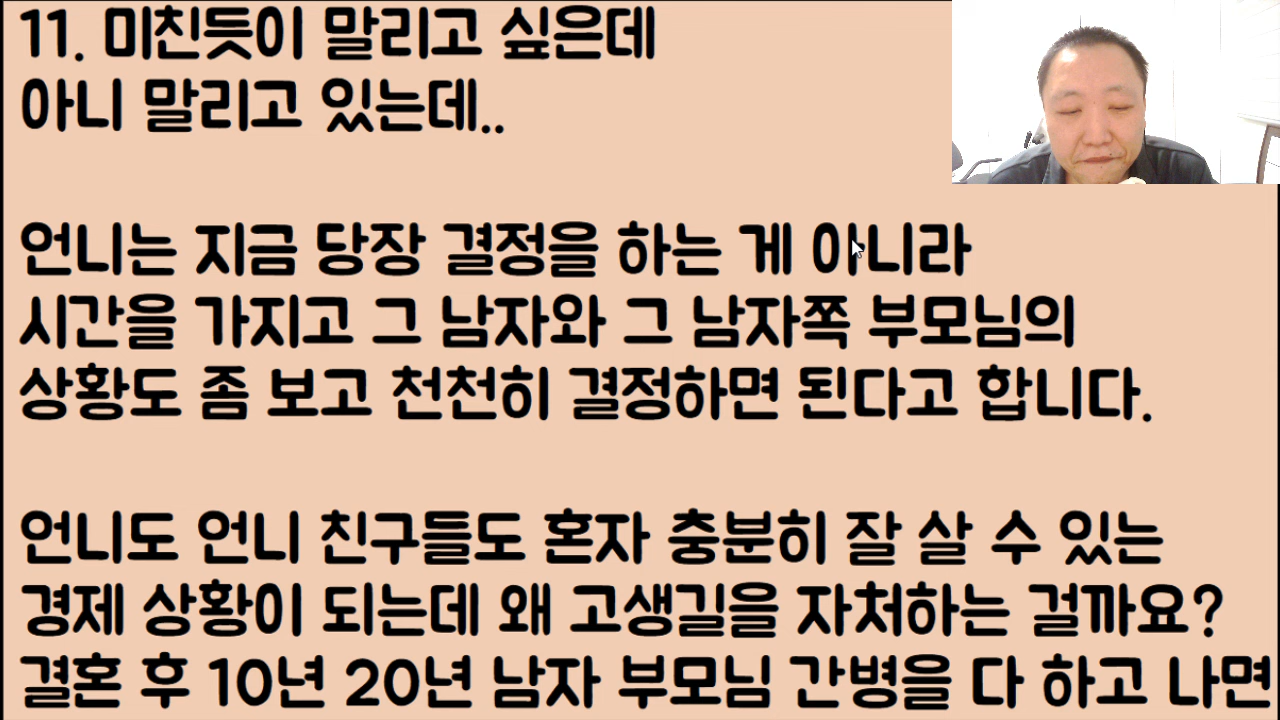 11. 미친듯이 말리고 싶은데
아니 말리고 있는데..
언니는 지금 당장 결정을 하는 게 아니라
시간을 가지고 그 남자와 그 남자쪽 부모님의
상황도 좀 보고 천천히 결정하면 된다고 합니다.
언니도 언니 친구들도 혼자 충분히 잘 살 수 있는
경제 상황이 되는데 왜 고생길을 자처하는 걸까요?
결혼 후 10년 20년 남자 부모님 간병을 다 하고 나면